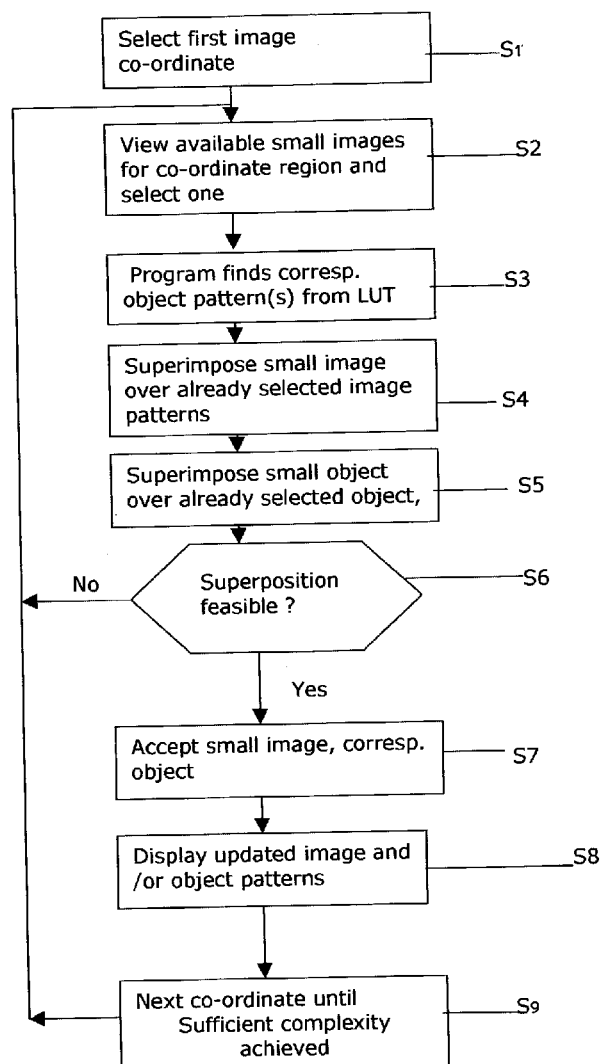 Select first image
co-ordinate
S1
View available small images
for co-ordinate region and
select one
S2
Program finds corresp.
object pattern(s) from LUT
S3
Superimpose small image
over already selected image
patterns
S4
Superimpose small object
over already selected object,
S5
Superposition
feasible ?
S6
No
Yes
Accept small image, corresp.
object
S7
Display updated image and
/or object patterns
S8
Next co-ordinate until
Sufficient complexity
achieved
S9